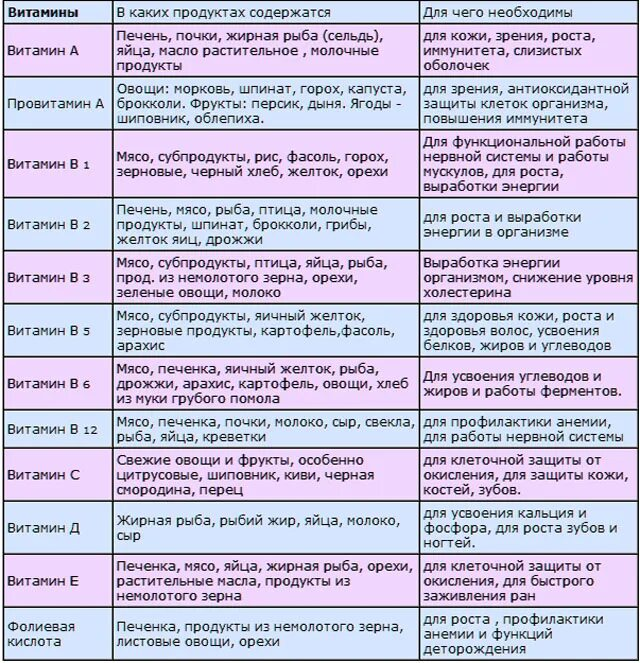 Витамины
В каких продуктах содержатся
Для чего необходимы
Витамин А
Печень, почки, жирная рыба (сельдь),
яйца, масло растительное , молочные
продукты
для кожи, зрения, роста,
иммунитета, слизистых
оболочек
Провитамин А
Овощи: морковь, шпинат, горох, капуста,
брокколи. Фрукты: персик, дыня. Ягоды -
шиповник, облепиха.
для зрения, антиоксидантной
защиты клеток организма,
повышения иммунитета
Витамин В 1
Мясо, субпродукты, рис, фасоль, горох,
зерновые, черный хлеб, желток, орехи
Для функциональной работы
нервной системы и работы
мускулов, для роста,
выработки энергии
Витамин В 2
Печень, мясо, рыба, птица, молочные
продукты, шпинат, брокколи, грибы,
желток яиц, дрожжи
для роста и выработки
энергии в организме
Витамин В 3
Мясо, субпродукты, птица, яйца, рыба,
прод. из немолотого зерна, орехи,
зеленые овощи, молоко
Выработка энергии
организмом, снижение уровня
холестерина
Витамин В 5
Мясо, субпродукты, яичный желток,
зерновые продукты, картофель,фасоль,
арахис
для здоровья кожи, роста и
здоровья волос, усвоения
белков, жиров и углеводов
Витамин В 6
Мясо, печенка, яичный желток, рыба,
дрожжи, арахис, картофель, овощи, хлеб
из муки грубого помола
Для усвоения углеводов и
жиров и работы ферментов.
Витамин В 12
Мясо, печенка, почки, молоко, сыр, свекла,
рыба, яйца, креветки
для профилактики анемии,
для работы нервной системы
Витамин С
Свежие овощи и фрукты, особенно
цитрусовые, шиповник, киви, черная
смородина, перец
для клеточной защиты от
окисления, для защиты кожи,
костей, зубов.
Витамин Д
Жирная рыба, рыбий жир, яйца, молоко,
сыр
для усвоения кальция и
фосфора, для роста зубов и
ногтей.
Витамин Е
Печенка, мясо, яйца, жирная рыба, орехи,
растительные масла, продукты из
немолотого зерна
для клеточной защиты от
окисления, для быстрого
заживления ран
Фолиевая
кислота
Печенка, продукты из немолотого зерна,
листовые овощи, орехи
для роста , профилактики
анемии и функций
деторождения